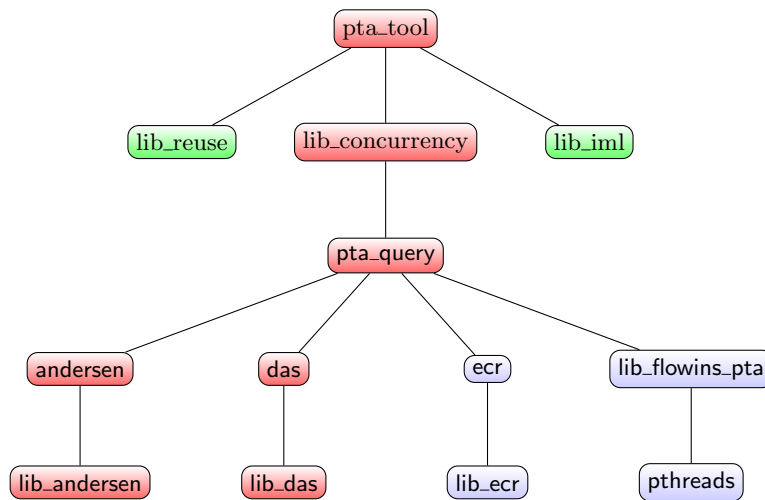 pta_tool
lib_reuse lib_concurrency lib_iml
pta_query
andersen das ecr lib_flowins_pta
lib_andersen lib_das lib_ecr pthreads